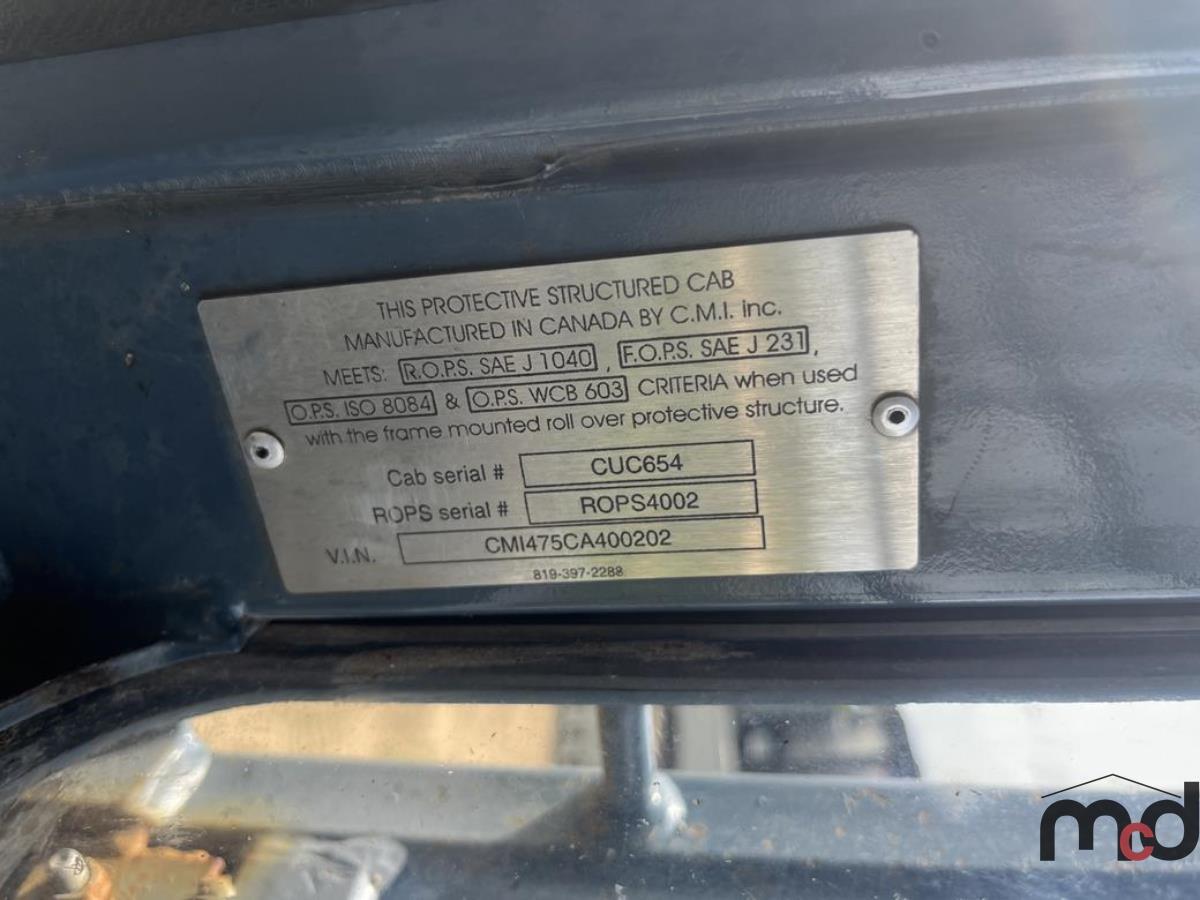 THIS PROTECTIVE STRUCTURED CAB
MANUFACTURED IN CANADA BY C.M.I. inc.
MEETS: R.O.P.S. SAE J 1040 , F.O.P.S. SAE J 231 ,
O.P.S. ISO 8084 & O.P.S. WCB 603 CRITERIA when used
with the frame mounted roll over protective structure.
Cab serial # CUC654
ROPS serial # ROPS4002
V.I.N. CMI475CA400202
819-397-2288
mcd